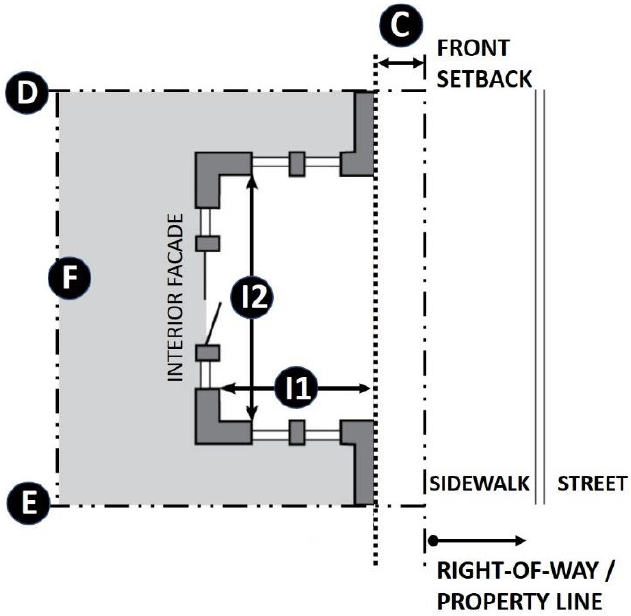 C
FRONT
SETBACK
D
INTERIOR FACADE
F
I2
I1
E
SIDEWALK
STREET
RIGHT-OF-WAY /
PROPERTY LINE